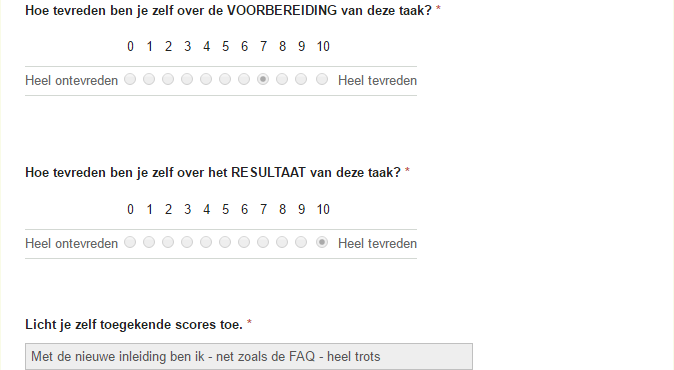 Hoe tevreden ben je zelf over de VOORBEREIDING van deze taak? *
0 1 2 3 4 5 6 7 8 9 10
Heel ontevreden Heel tevreden
Hoe tevreden ben je zelf over het RESULTAAT van deze taak? *
0 1 2 3 4 5 6 7 8 9 10
Heel ontevreden Heel tevreden
Licht je zelf toegekende scores toe. *
Met de nieuwe inleiding ben ik - net zoals de FAQ - heel trots